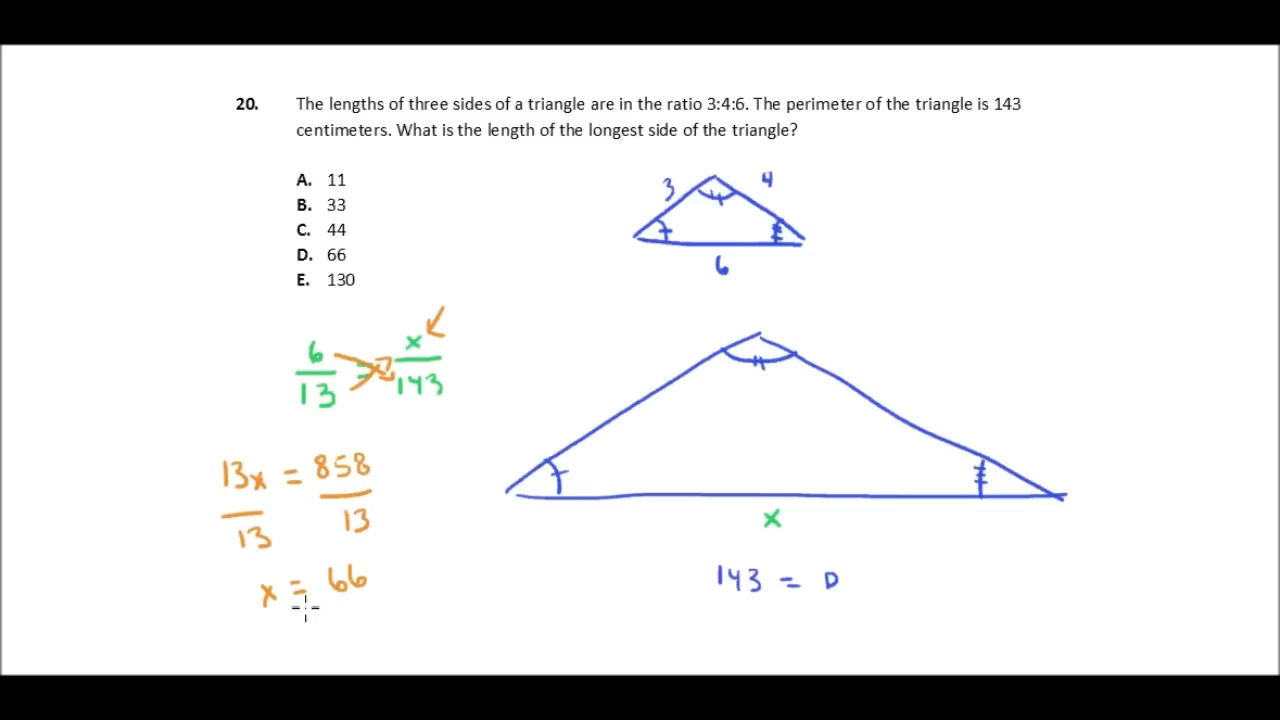 20. The lengths of three sides of a triangle are in the ratio 3:4:6. The perimeter of the triangle is 143
centimeters. What is the length of the longest side of the triangle?
A. 11
B. 33
C. 44
D. 66
E. 130
3 4
6
6/13 = x/143
13x/13 = 858/13
x = 66
x
143 = p